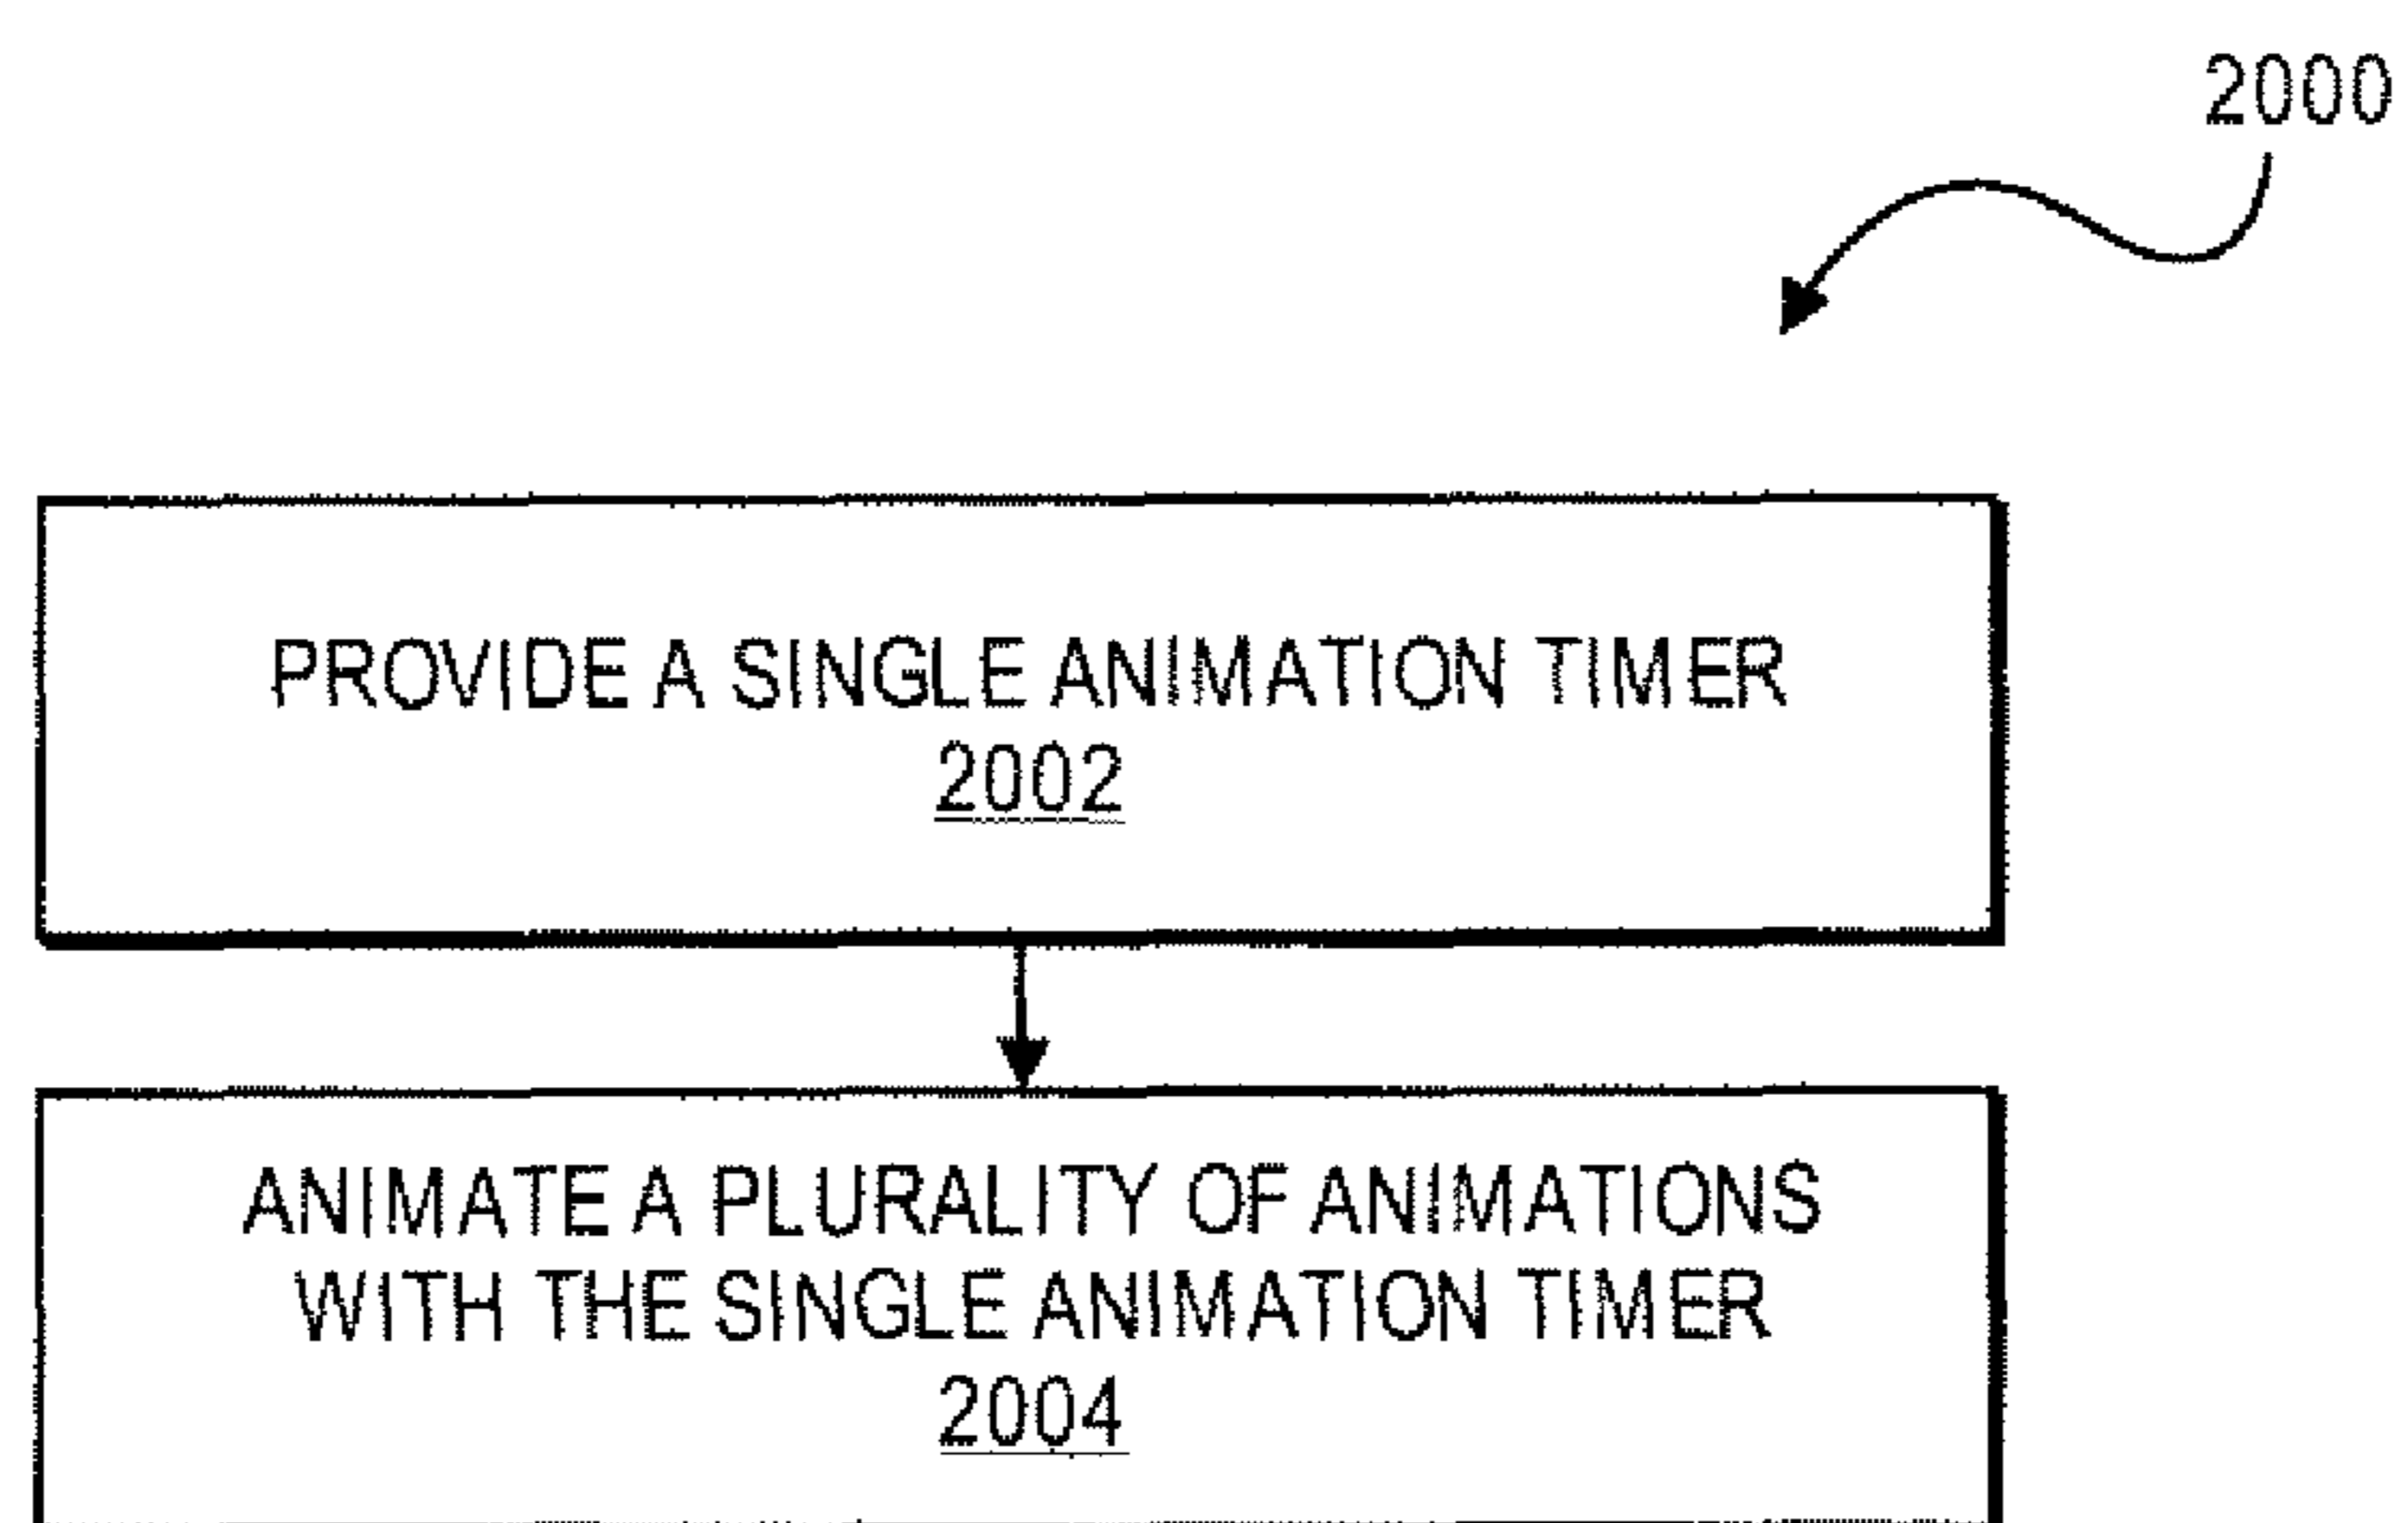 2000
PROVIDE A SINGLE ANIMATION TIMER
2002
ANIMATE A PLURALITY OF ANIMATIONS
WITH THE SINGLE ANIMATION TIMER
2004